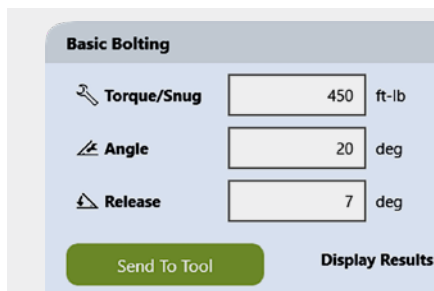 Basic Bolting
Torque/Snug 450 ft-lb
Angle 20 deg
Release 7 deg
Send To Tool Display Results